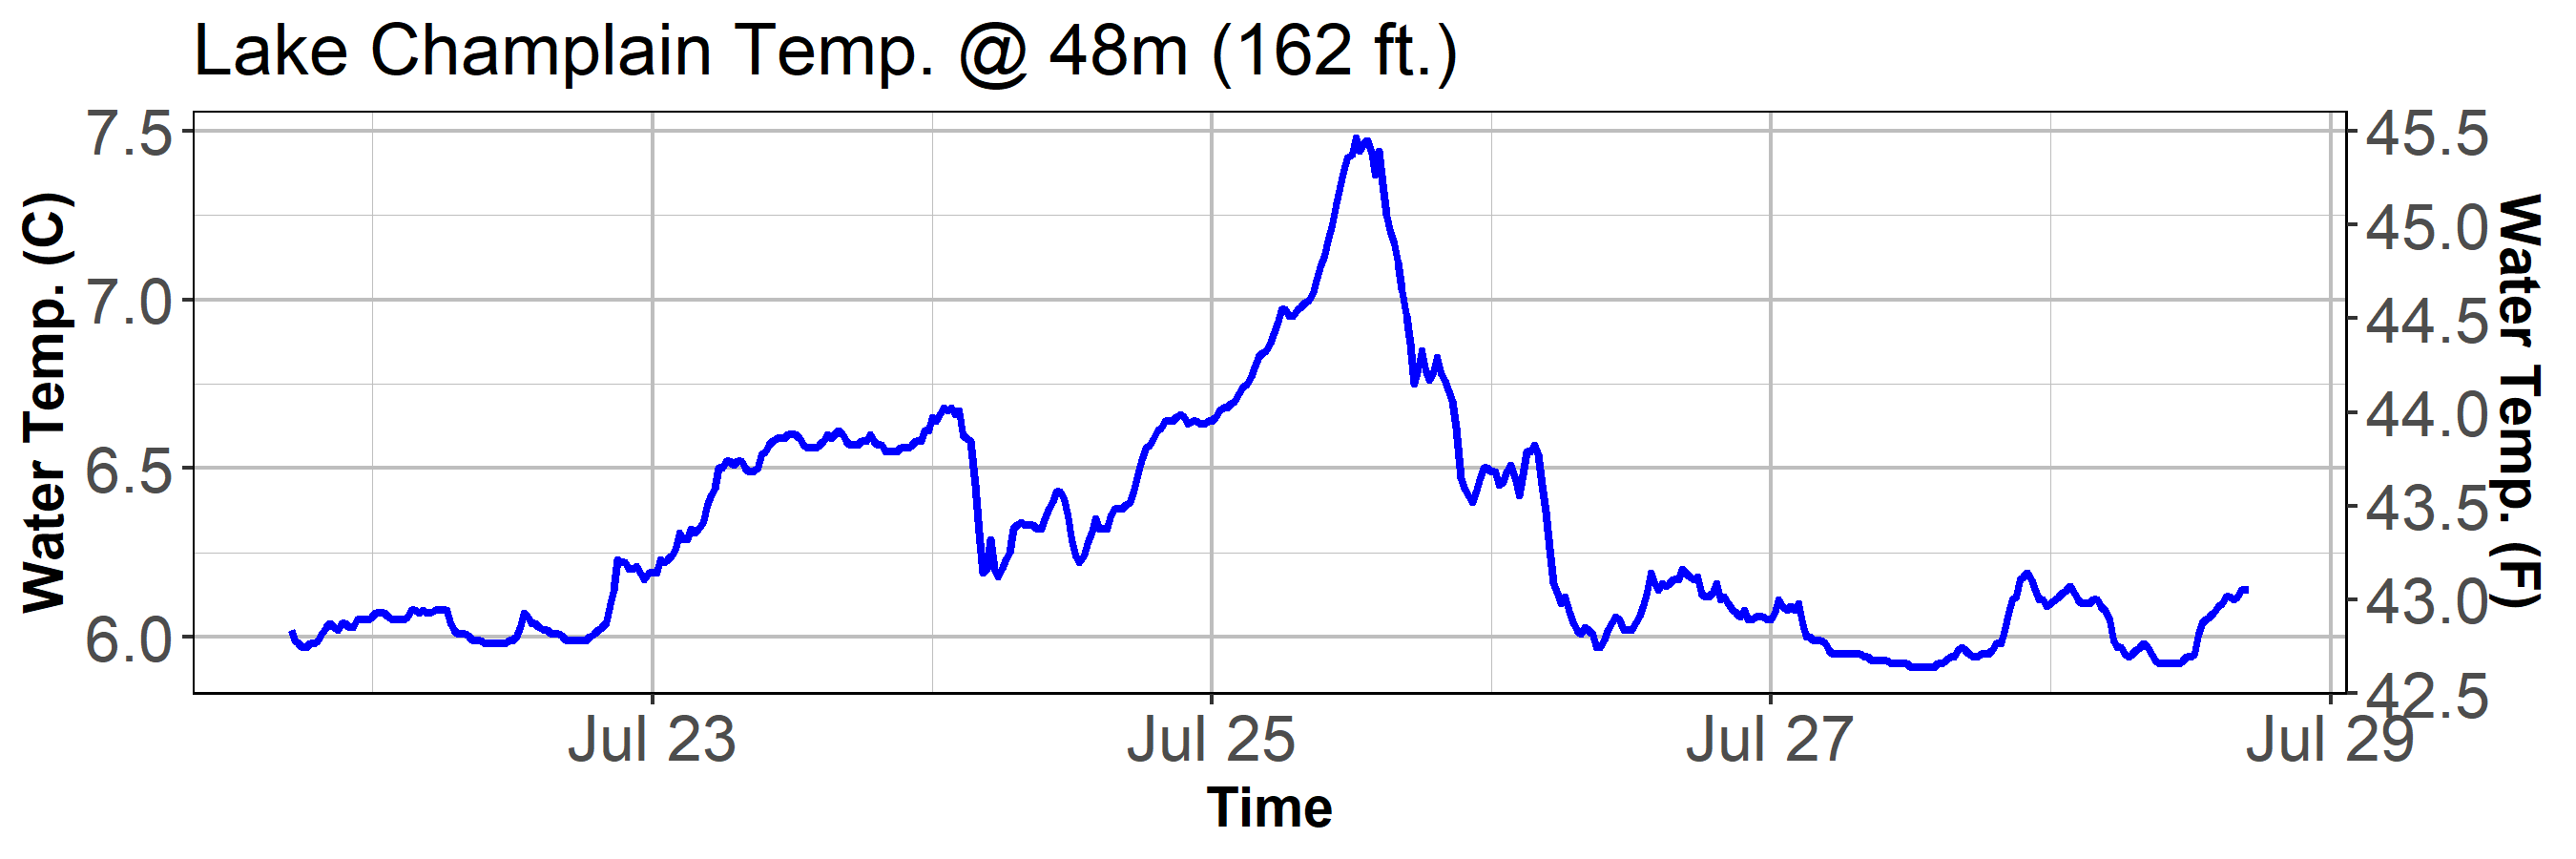 Lake Champlain Temp. @ 48m (162 ft.)
Water Temp. (C)
7.5
7.0
6.5
6.0
45.5
45.0
44.5
44.0
43.5
43.0
42.5
Water Temp. (F)
Jul 23
Jul 25
Jul 27
Jul 29
Time